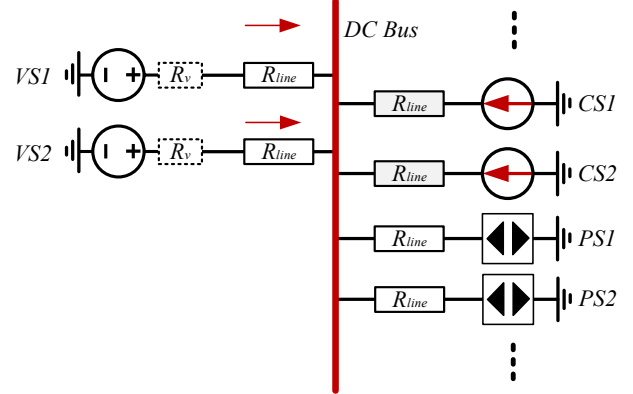 DC Bus
VS1 Rv Rline
Rline CS1
VS2 Rv Rline
Rline CS2
Rline PS1
Rline PS2